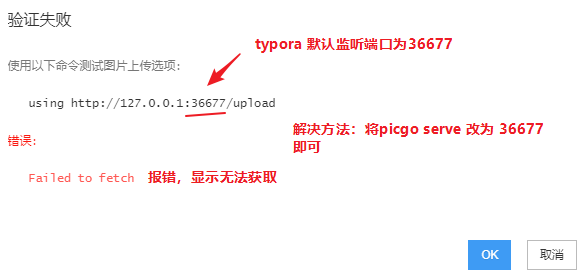 验证失败
typora 默认监听端口为36677
使用以下命令测试图片上传选项:
using http://127.0.0.1:36677/upload
解决方法：将picgo serve 改为 36677
即可
错误:
Failed to fetch 报错，显示无法获取
OK 取消